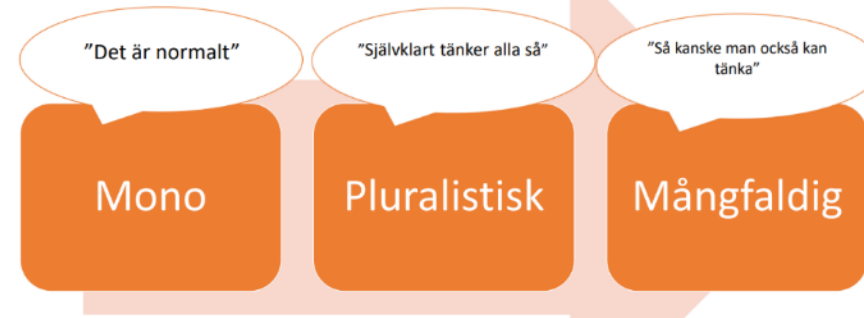 ”Det är normalt”
”Självklart tänker alla så”
”Så kanske man också kan
tänka”
Mono
Pluralistisk
Mångfaldig